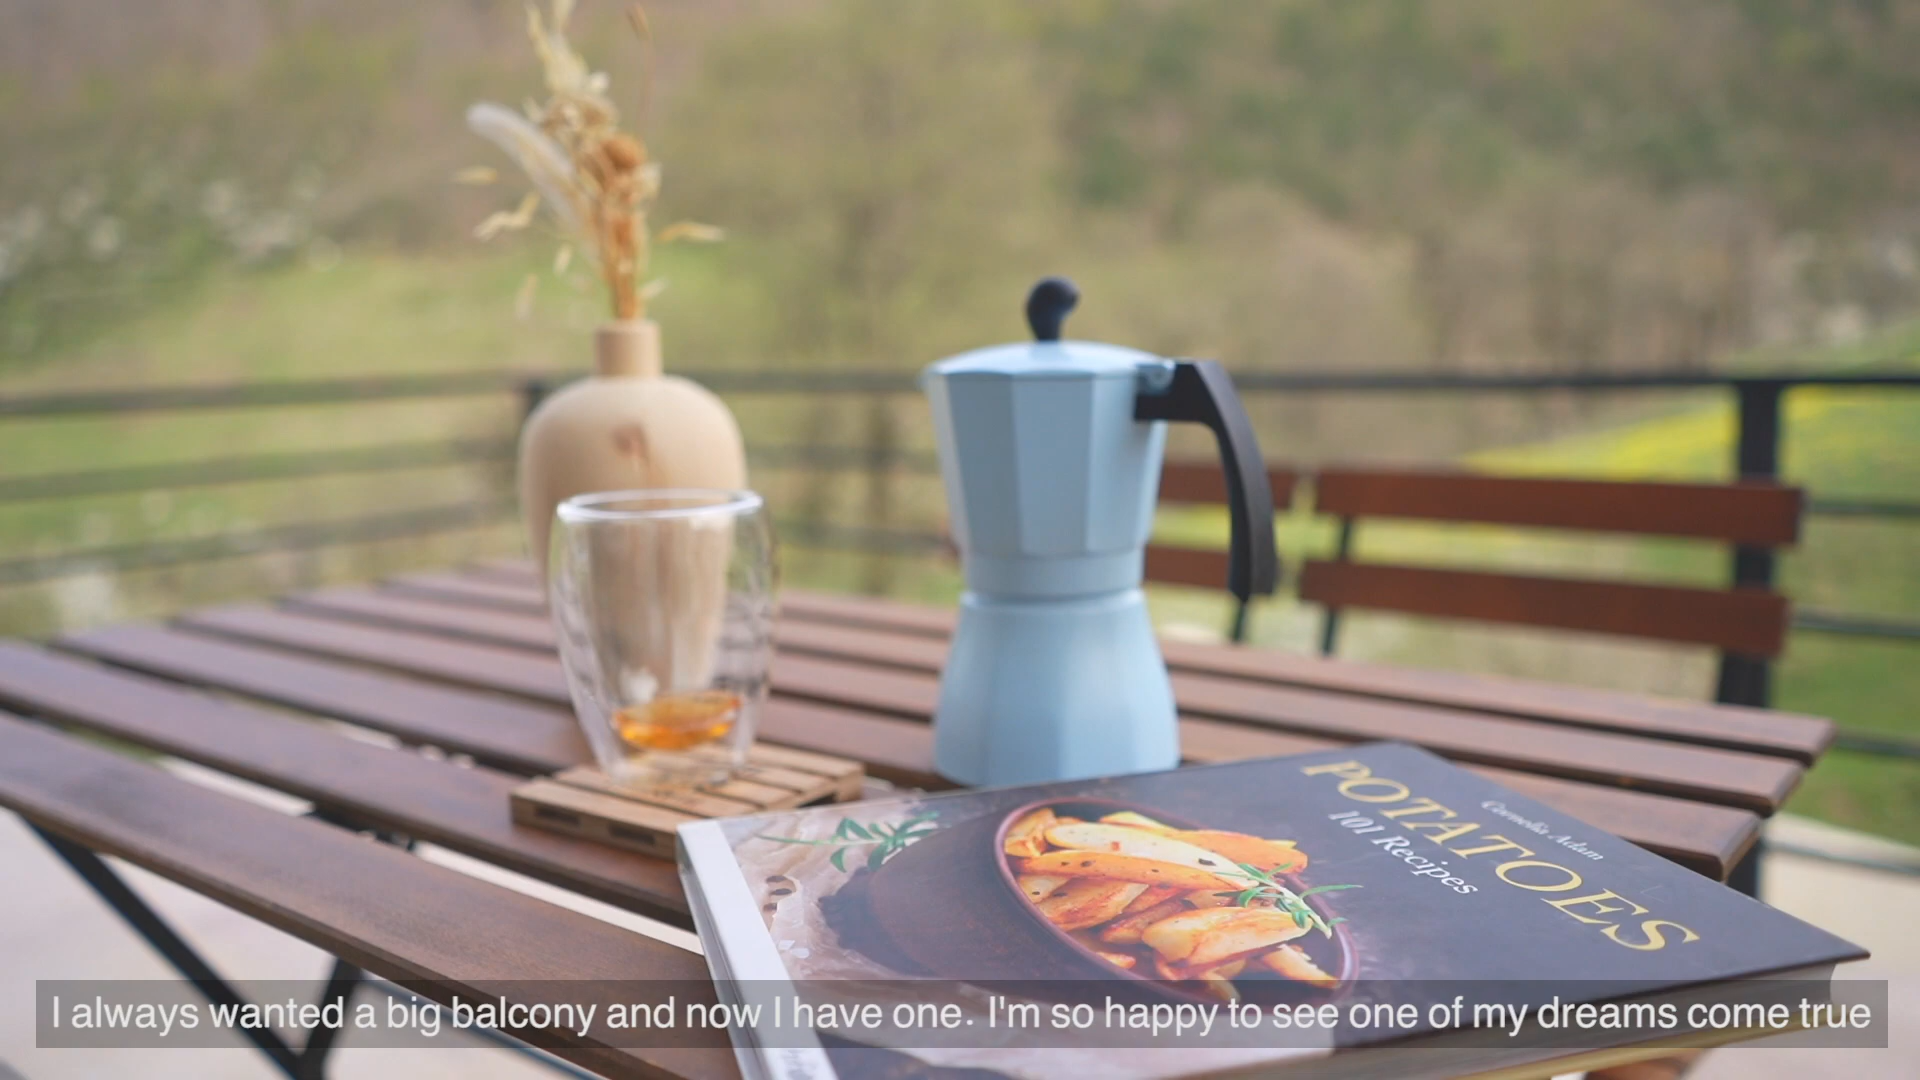 Cornelia Adam
POTATOES
101 Recipes
I always wanted a big balcony and now I have one. I'm so happy to see one of my dreams come true